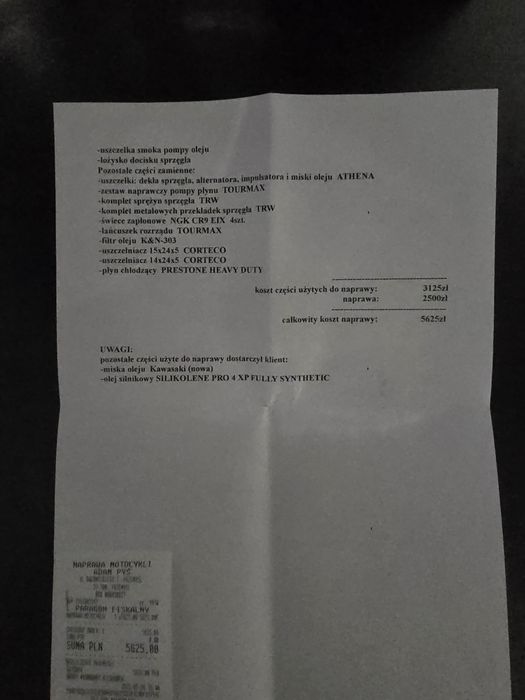 -uszczelka smoka pompy oleju
-łożysko docisku sprzęgła
Pozostałe części zamienne:
-uszczelki: dekla sprzęgła, alternatora, impulsatora i miski oleju ATHENA
-zestaw naprawczy pompy płynu TOURMAX
-komplet sprężyn sprzęgła TRW
-komplet metalowych przekładek sprzęgła TRW
-świece zapłonowe NGK CR9 EIX 4szt.
-łańcuszek rozrządu TOURMAX
-filtr oleju K&N-303
-uszczelniacz 15x24x5 CORTECO
-uszczelniacz 14x24x5 CORTECO
-płyn chłodzący PRESTONE HEAVY DUTY
koszt części użytych do naprawy: 3125zł
naprawa: 2500zł
całkowity koszt naprawy: 5625zł
UWAGI:
pozostałe części użyte do naprawy dostarczył klient:
-miska oleju Kawasaki (nowa)
-olej silnikowy SILKOLENE PRO 4 XP FULLY SYNTHETIC
NAPRAWA MOTOCYKLI
ADAM PYŚ
PARAGON FISKALNY
SUMA PLN 5625,00